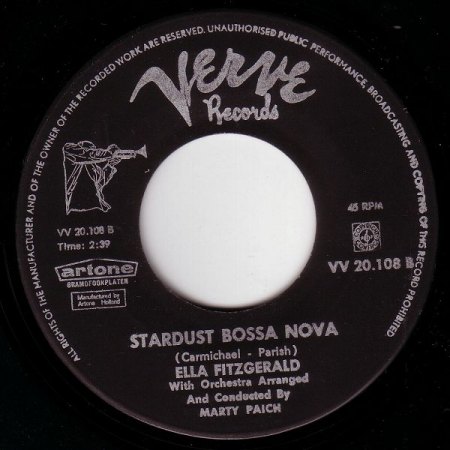 ALL RIGHTS OF THE MANUFACTURER AND OF THE OWNER OF THE RECORDED WORK ARE RESERVED. UNAUTHORISED PUBLIC PERFORMANCE, BROADCASTING AND COPYING OF THIS RECORD PROHIBITED
Verve
Records
VV 20.108 B
Time: 2:39
artone
GRAMOFOONPLATEN
Manufactured by
Artone Holland
45 RPM
VV 20.108 B
STARDUST BOSSA NOVA
(Carmichael - Parish)
ELLA FITZGERALD
With Orchestra Arranged
And Conducted By
MARTY PAICH